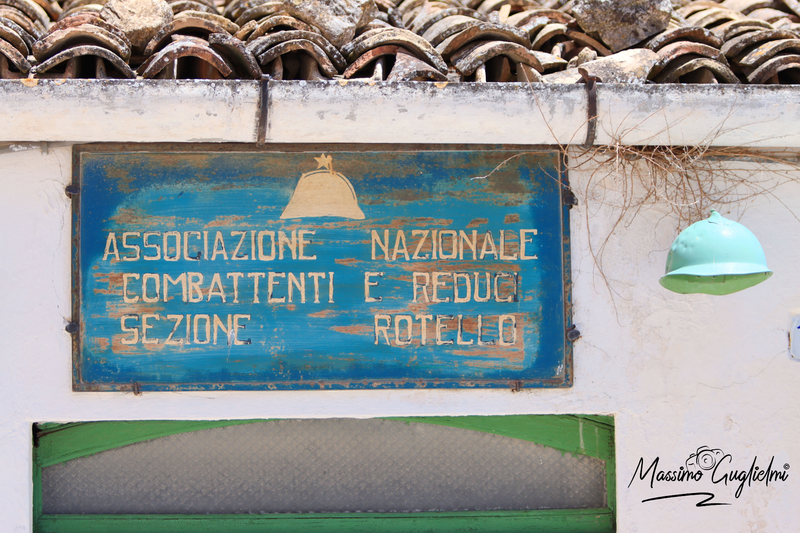 ASSOCIAZIONE NAZIONALE
COMBATTENTI E REDUCI
SEZIONE ROTELLO
Massimo Guglielmi©